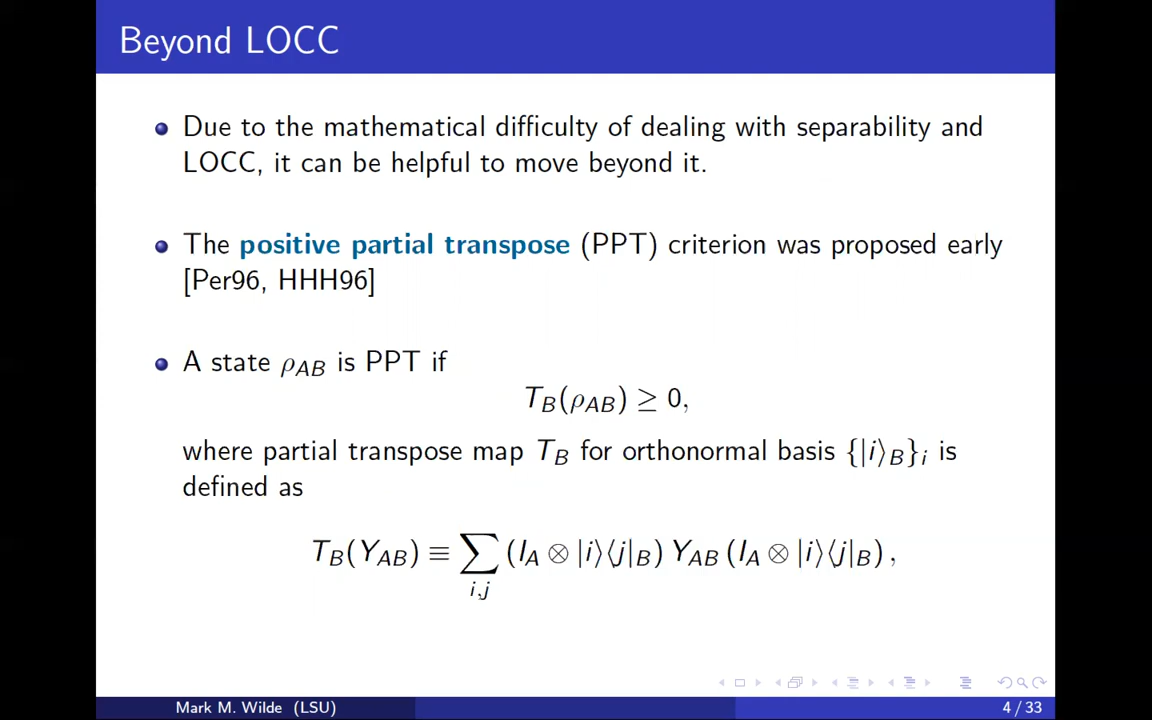 Beyond LOCC
Due to the mathematical difficulty of dealing with separability and
LOCC, it can be helpful to move beyond it.
The positive partial transpose (PPT) criterion was proposed early
[Per96, HHH96]
A state ρ_AB is PPT if
T_B(ρ_AB) ≥ 0,
where partial transpose map T_B for orthonormal basis {|i⟩_B}_i is
defined as
T_B(Y_AB) ≡ ∑_{i,j} (I_A ⊗ |i⟩⟨j|_B) Y_AB (I_A ⊗ |i⟩⟨j|_B),
Mark M. Wilde (LSU) 4 / 33